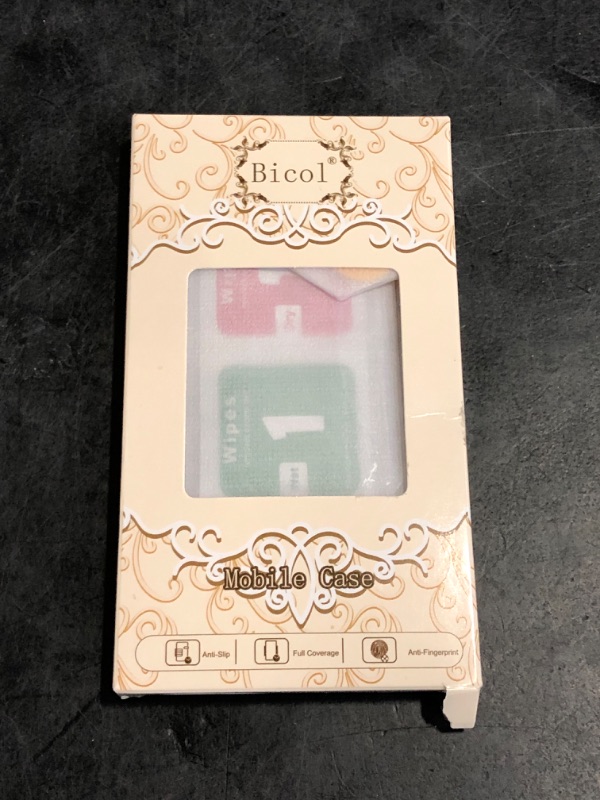 Bicol®
Wipes
1
Mobile Case
Anti-Slip
Full Coverage
Anti-Fingerprint